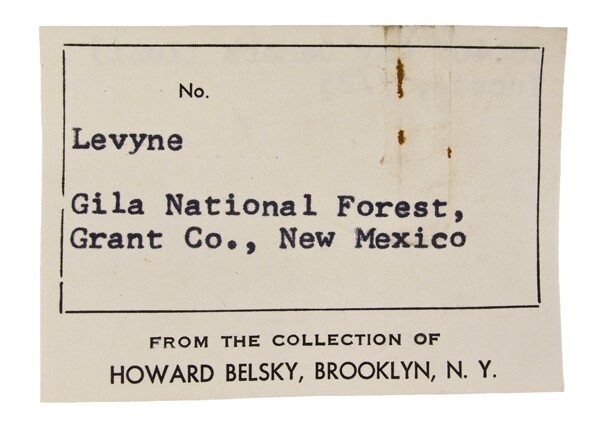 No.
Levyne
Gila National Forest,
Grant Co., New Mexico
FROM THE COLLECTION OF
HOWARD BELSKY, BROOKLYN, N. Y.